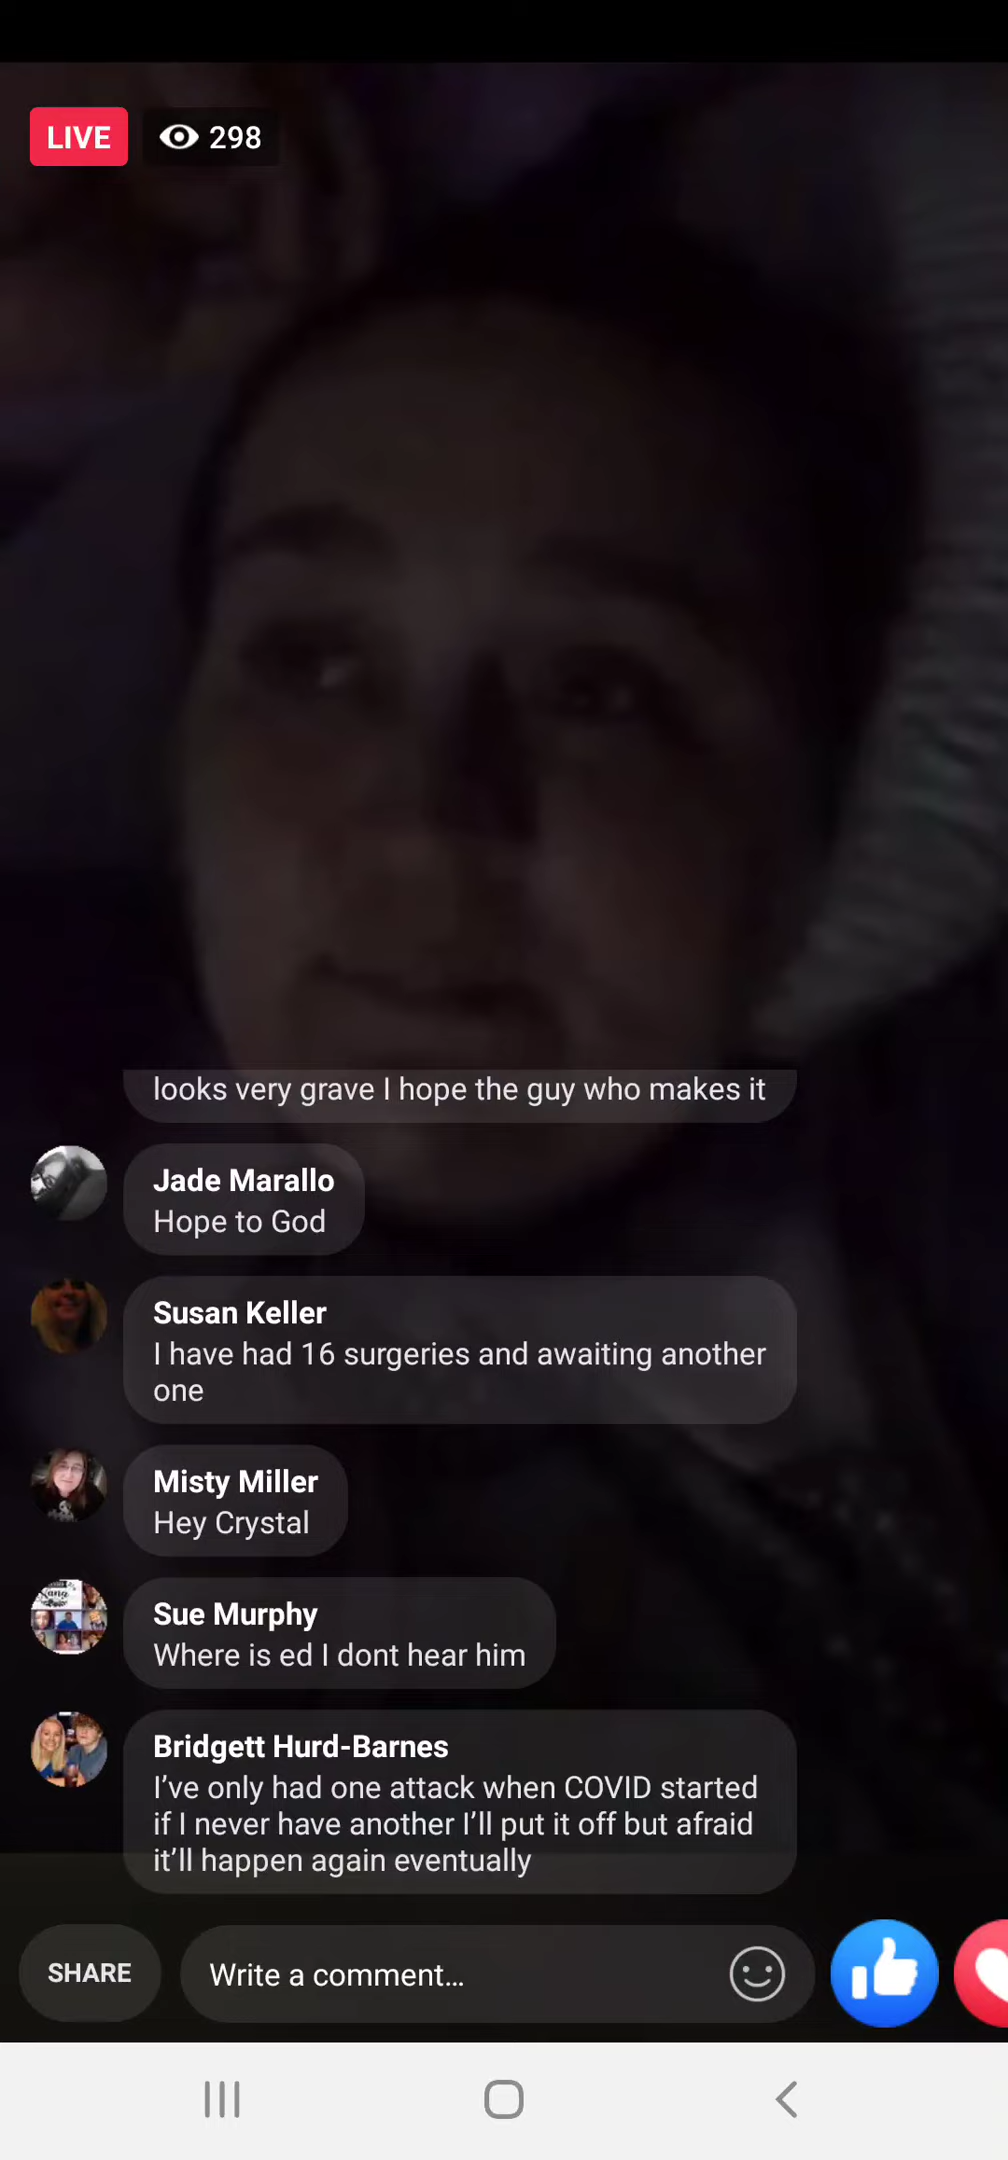 LIVE 298
looks very grave I hope the guy who makes it
Jade Marallo
Hope to God
Susan Keller
I have had 16 surgeries and awaiting another
one
Misty Miller
Hey Crystal
Nana
Sue Murphy
Where is ed I dont hear him
Bridgett Hurd-Barnes
I’ve only had one attack when COVID started
if I never have another I’ll put it off but afraid
it’ll happen again eventually
SHARE Write a comment...